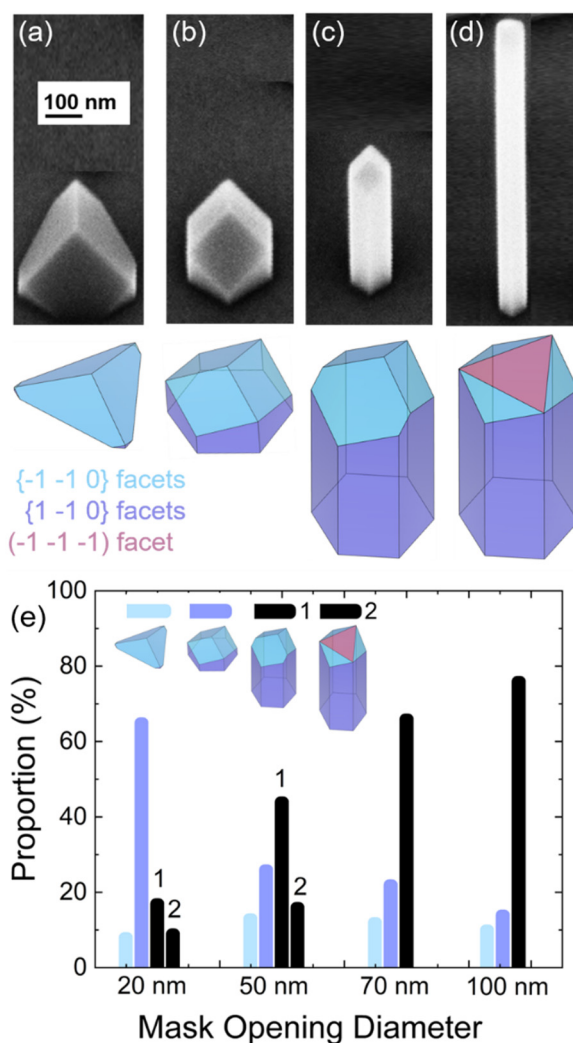 (a) (b) (c) (d)
100 nm
{-1 -1 0} facets
{1 -1 0} facets
(-1 -1 -1) facet
(e)
1 2
Proportion (%)
100
80
60
40
20
0
1
2
1
2
20 nm 50 nm 70 nm 100 nm
Mask Opening Diameter